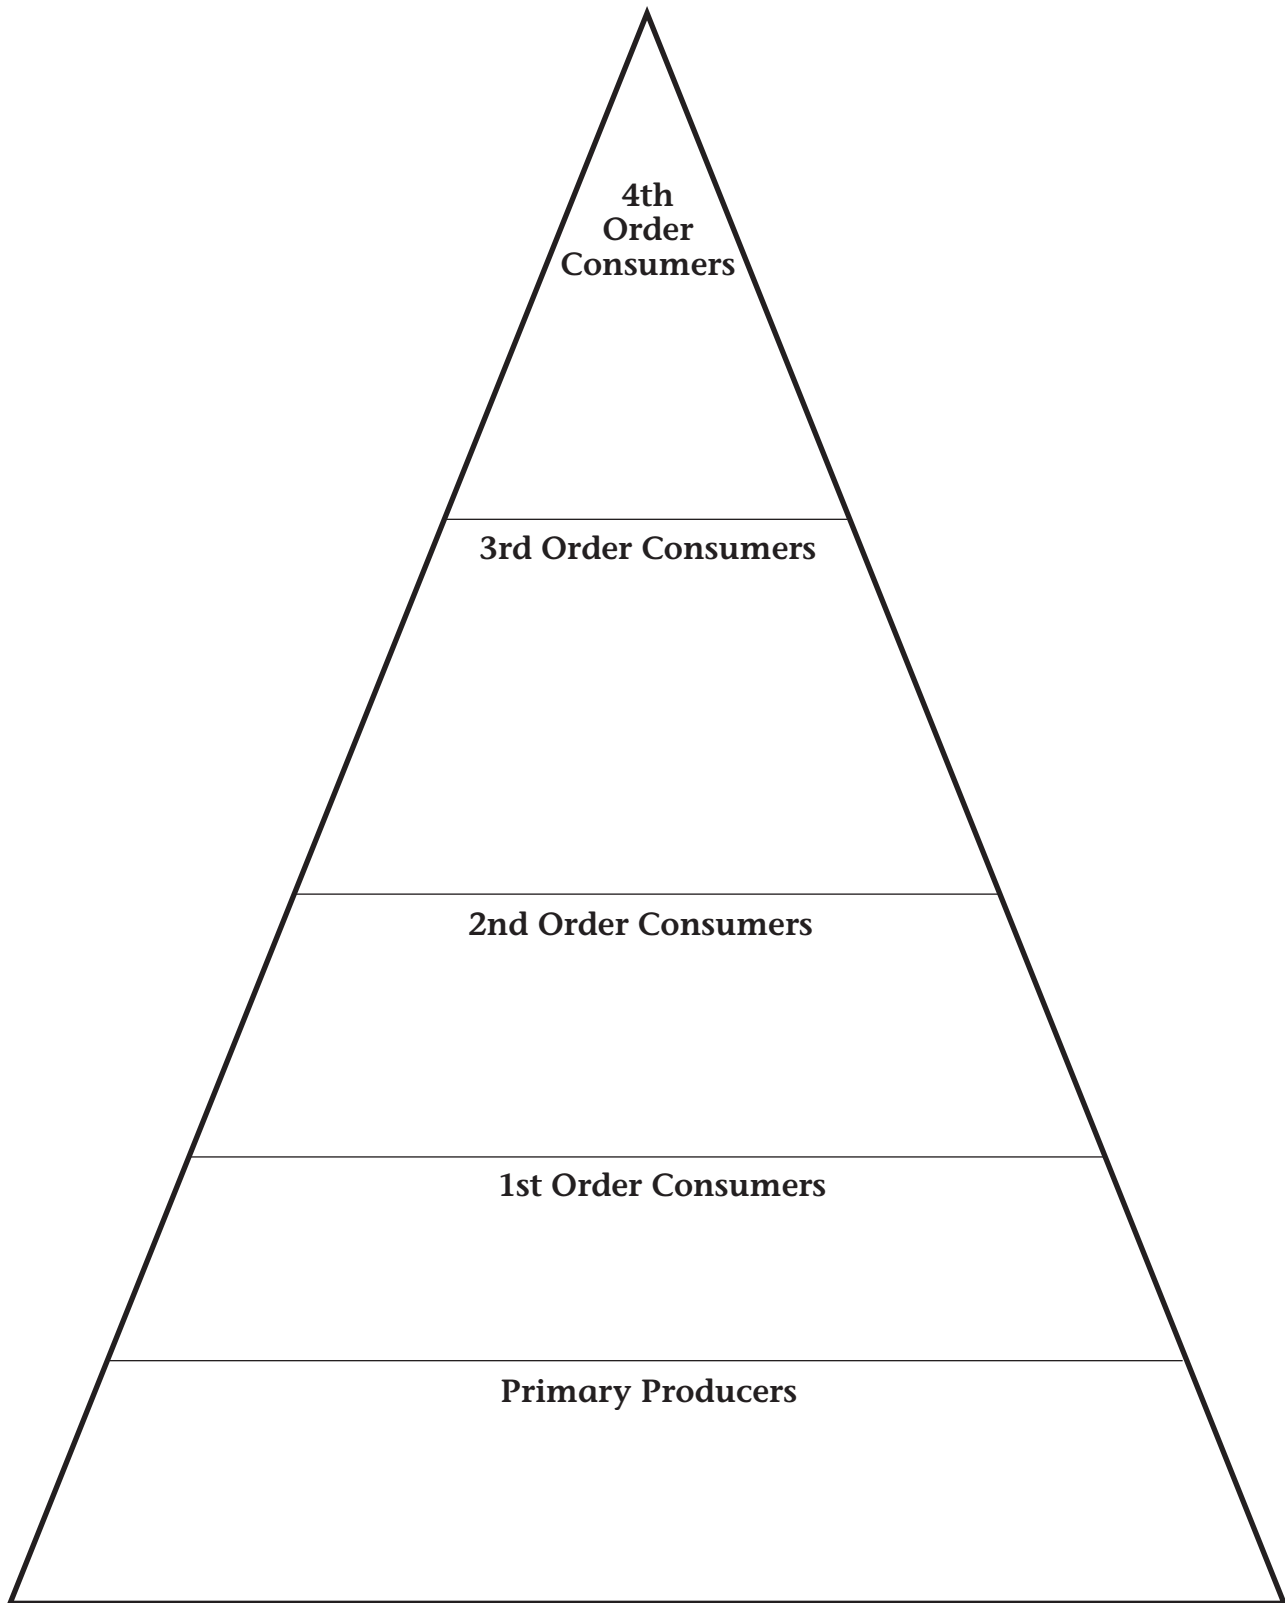 4th
Order
Consumers
3rd Order Consumers
2nd Order Consumers
1st Order Consumers
Primary Producers